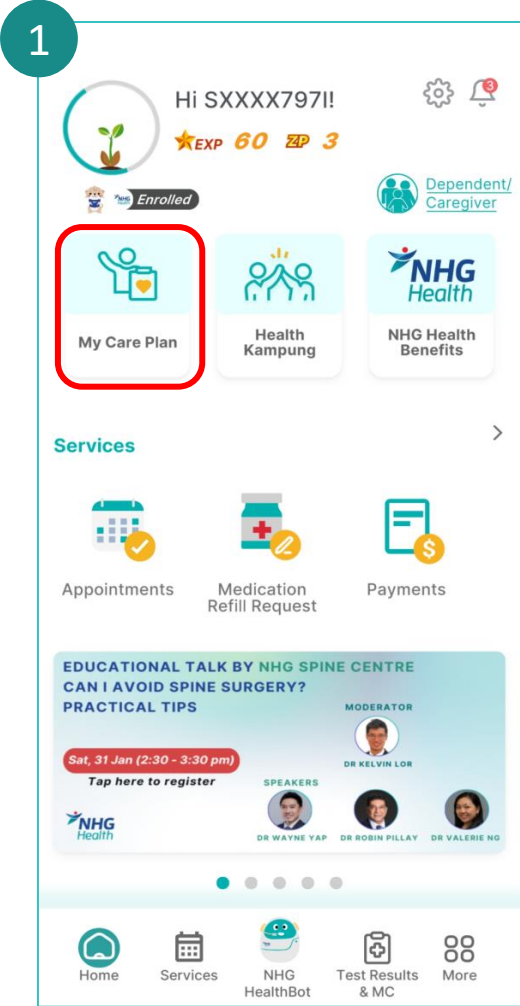 1
Hi SXXXX797I!
3
EXP 60 ZP 3
NHG Health Enrolled
Dependent/
Caregiver
NHG
Health
My Care Plan
Health
Kampung
NHG Health
Benefits
Services
>
Appointments
Medication
Refill Request
Payments
$
EDUCATIONAL TALK BY NHG SPINE CENTRE
CAN I AVOID SPINE SURGERY?
PRACTICAL TIPS
MODERATOR
DR KELVIN LOR
Sat, 31 Jan (2:30 - 3:30 pm)
Tap here to register
SPEAKERS
NHG
Health
DR WAYNE YAP
DR ROBIN PILLAY
DR VALERIE NG
Home
Services
NHG
HealthBot
Test Results
& MC
More